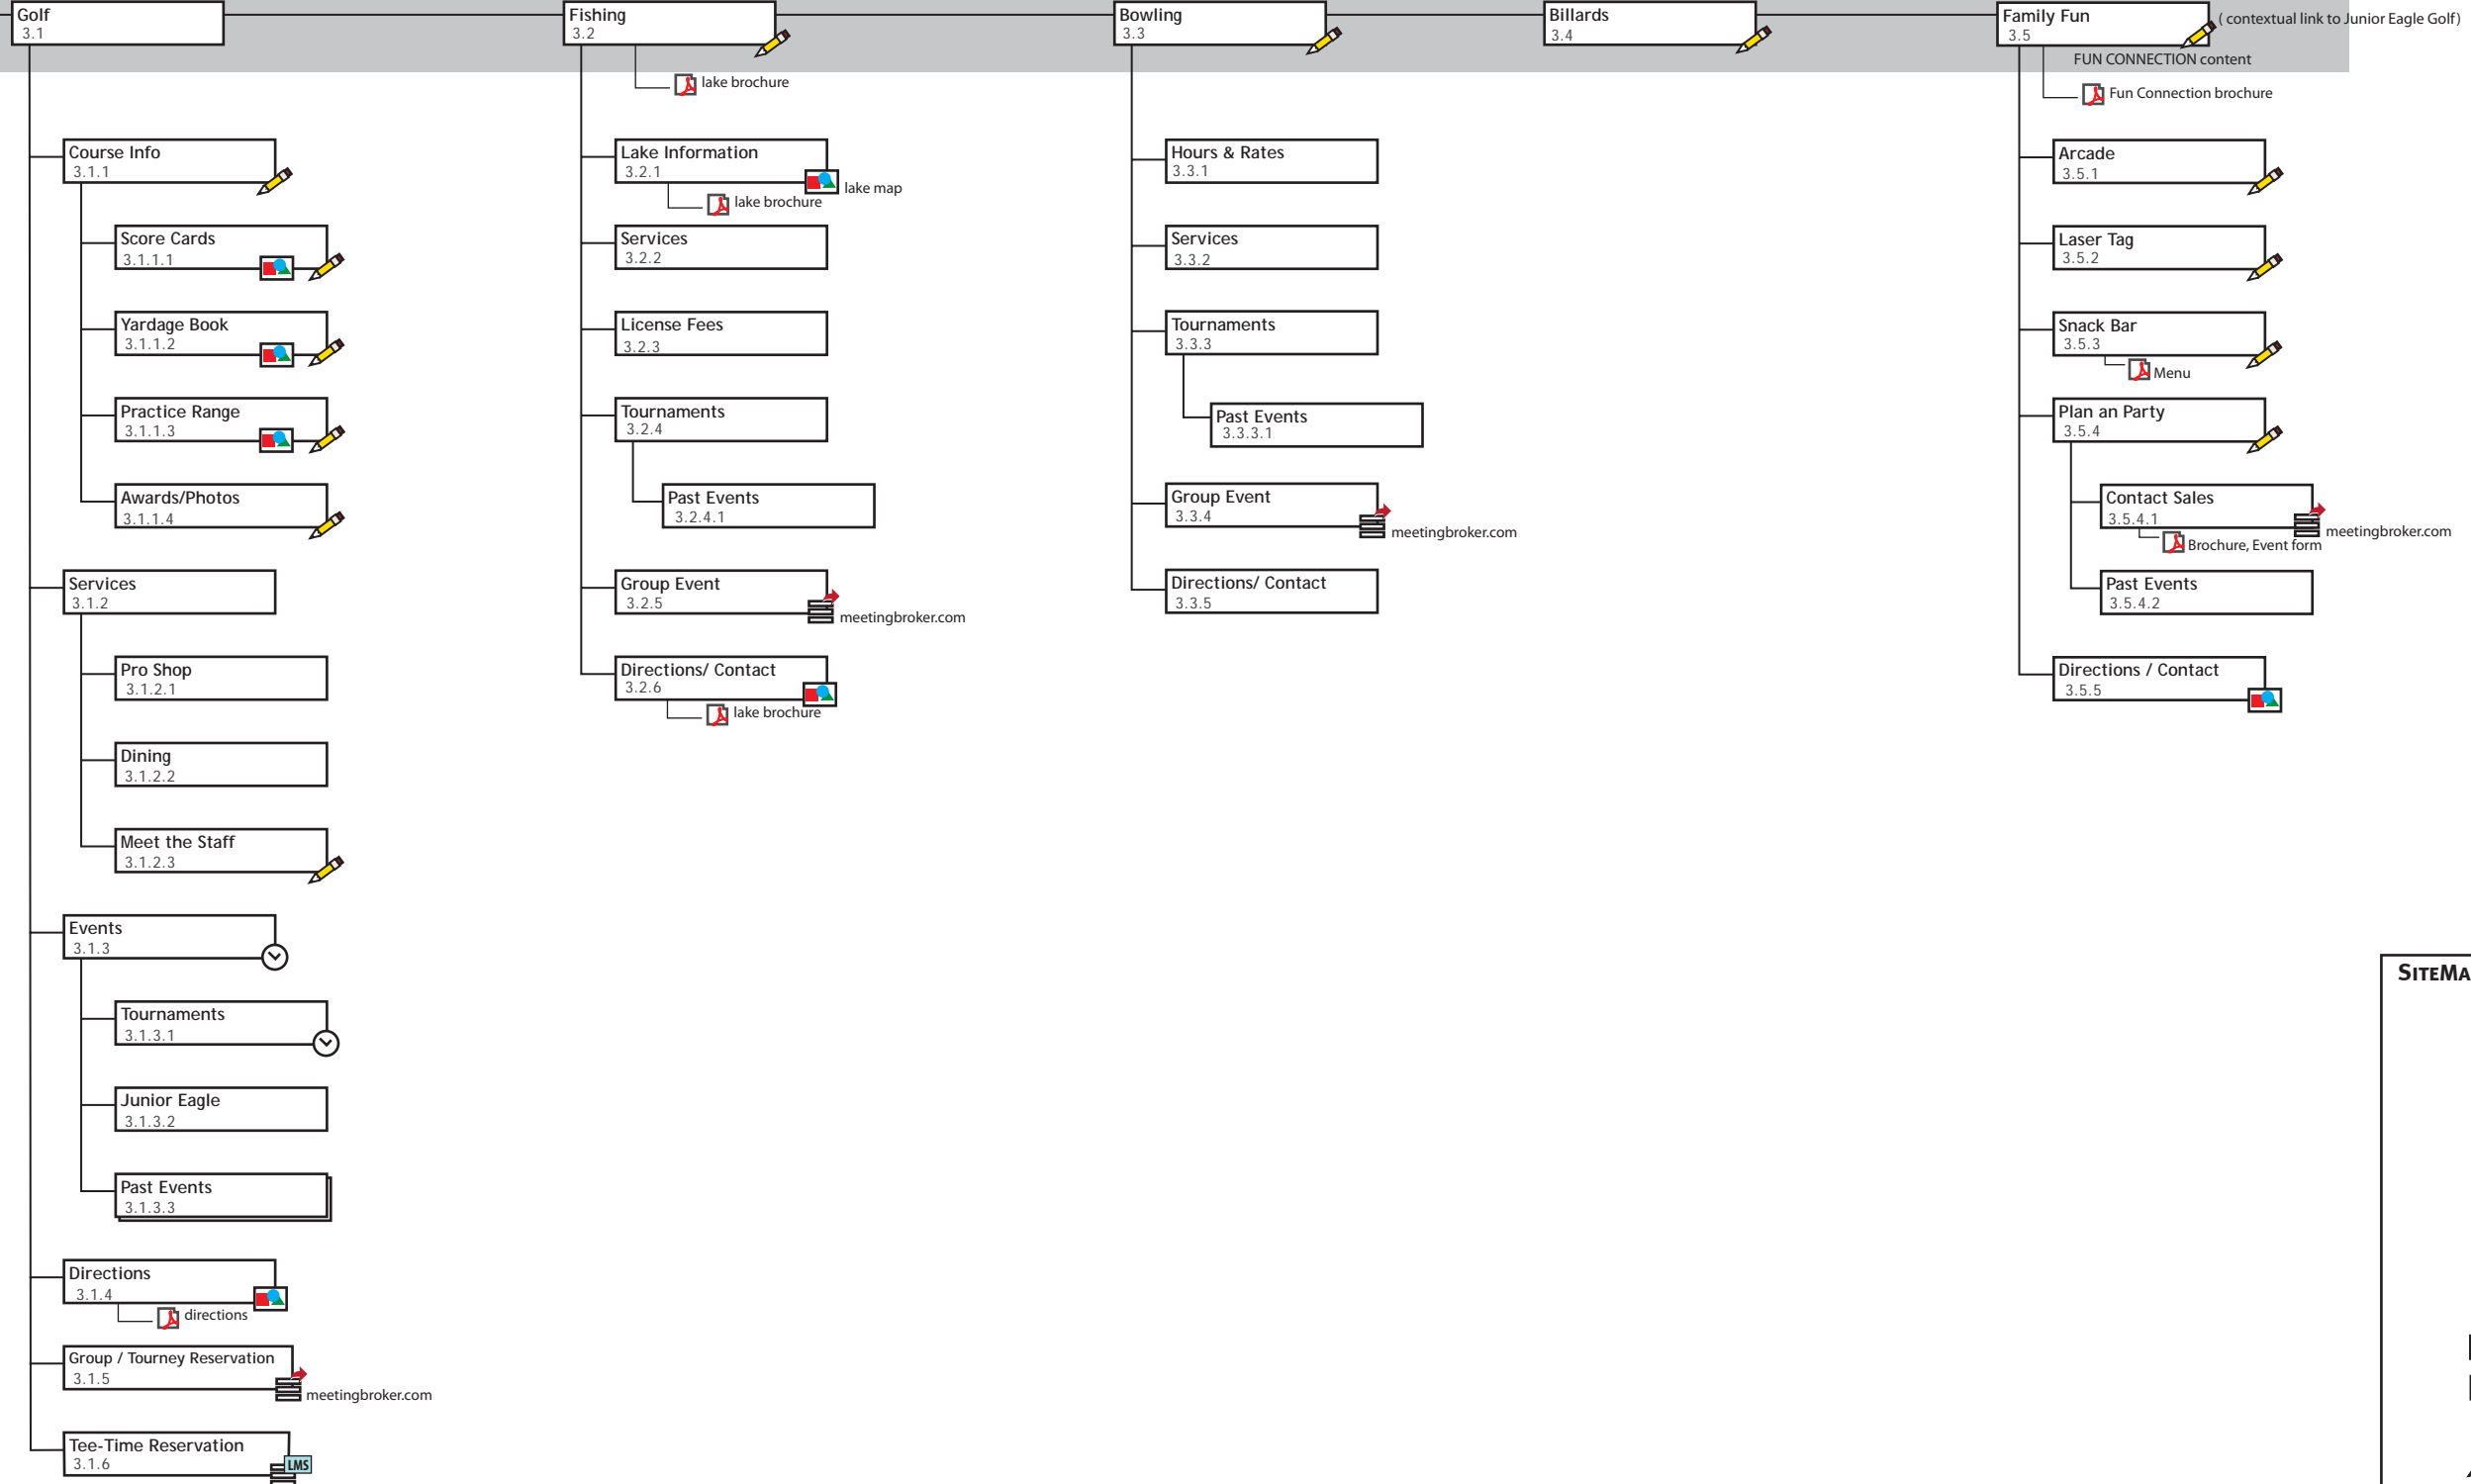 Golf
3.1
Fishing
3.2
Bowling
3.3
Billards
3.4
Family Fun
3.5
( contextual link to Junior Eagle Golf)
FUN CONNECTION content
lake brochure
Fun Connection brochure
Course Info
3.1.1
Score Cards
3.1.1.1
Yardage Book
3.1.1.2
Practice Range
3.1.1.3
Awards/Photos
3.1.1.4
Services
3.1.2
Pro Shop
3.1.2.1
Dining
3.1.2.2
Meet the Staff
3.1.2.3
Events
3.1.3
Tournaments
3.1.3.1
Junior Eagle
3.1.3.2
Past Events
3.1.3.3
Directions
3.1.4
directions
Group / Tourney Reservation
3.1.5
meetingbroker.com
Tee-Time Reservation
3.1.6
LMS
Lake Information
3.2.1
lake map
lake brochure
Services
3.2.2
License Fees
3.2.3
Tournaments
3.2.4
Past Events
3.2.4.1
Group Event
3.2.5
meetingbroker.com
Directions/ Contact
3.2.6
lake brochure
Hours & Rates
3.3.1
Services
3.3.2
Tournaments
3.3.3
Past Events
3.3.3.1
Group Event
3.3.4
meetingbroker.com
Directions/ Contact
3.3.5
Arcade
3.5.1
Laser Tag
3.5.2
Snack Bar
3.5.3
Menu
Plan an Party
3.5.4
Contact Sales
3.5.4.1
meetingbroker.com
Brochure, Event form
Past Events
3.5.4.2
Directions / Contact
3.5.5
SITEMA